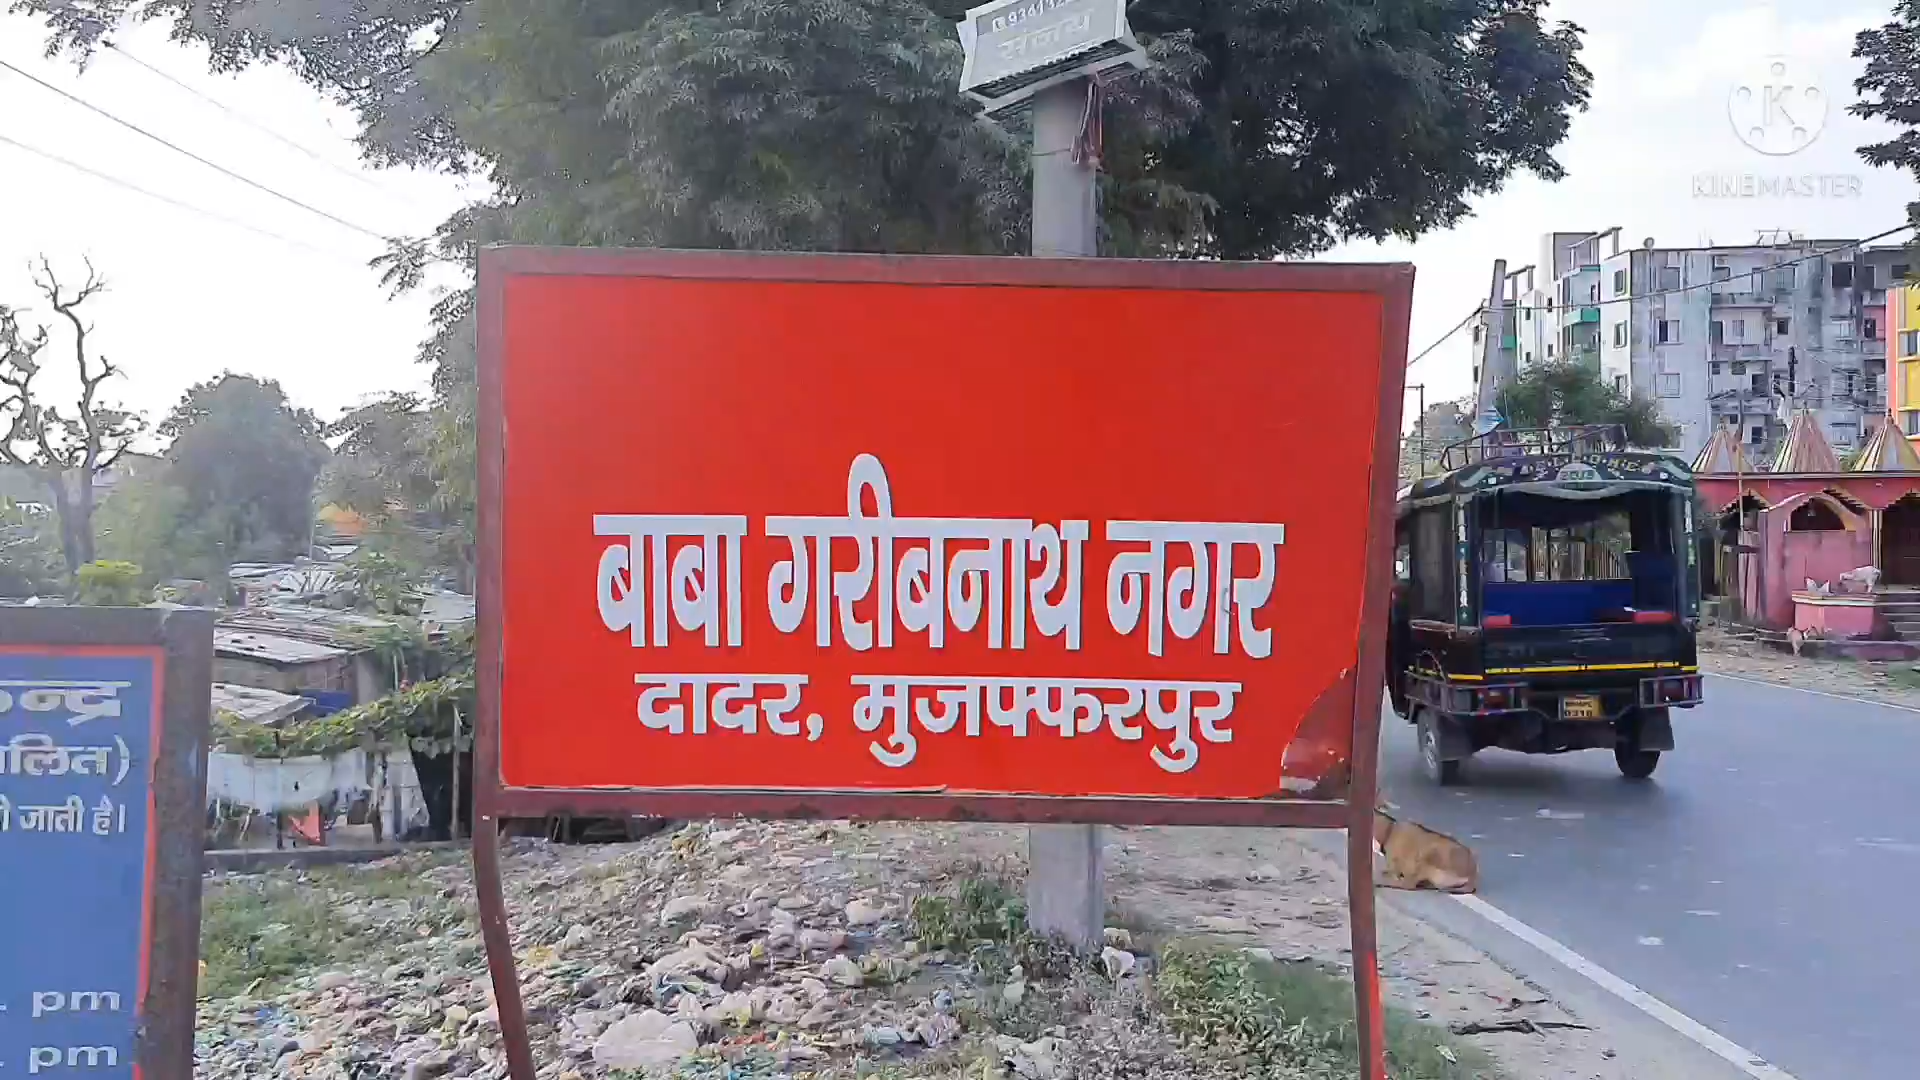 KINEMASTER
बाबा गरीबनाथ नगर
दादर, मुजफ्फरपुर
न्द्र
जाती है।
pm
pm